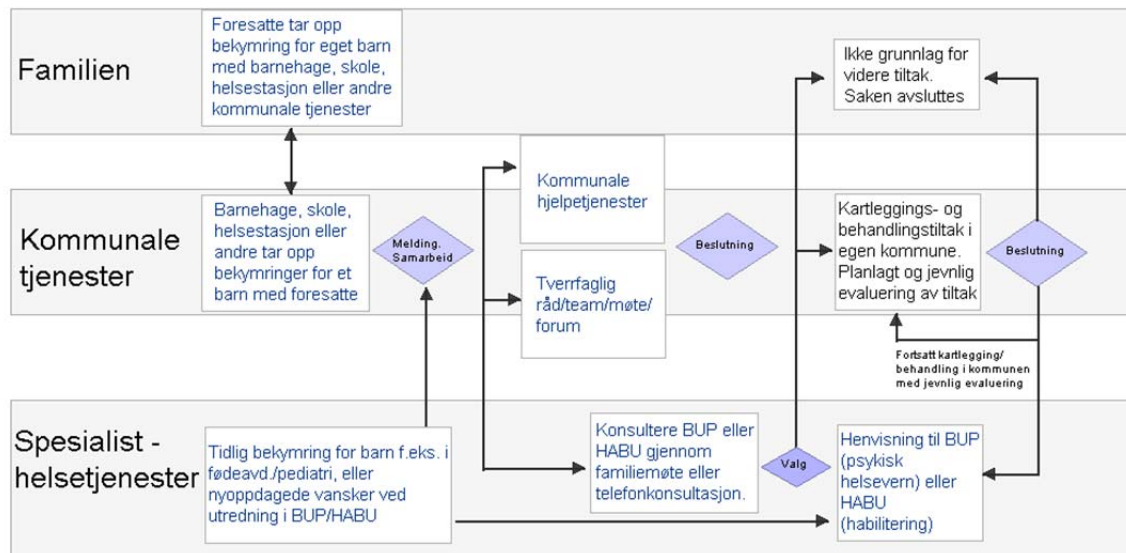 Familien
Foresatte tar opp
bekymring for eget barn
med barnehage, skole,
helsestasjon eller andre
kommunale tjenester
Ikke grunnlag for
videre tiltak.
Saken avsluttes
Kommunale
tjenester
Barnehage, skole,
helsestasjon eller
andre tar opp
bekymringer for et
barn med foresatte
Melding.
Samarbeid
Kommunale
hjelpetjenester
Tverrfaglig
råd/team/møte/
forum
Beslutning
Kartleggings- og
behandlingstiltak i
egen kommune.
Planlagt og jevnlig
evaluering av tiltak
Beslutning
Fortsatt kartlegging/
behandling i kommunen
med jevnlig evaluering
Spesialist -
helsetjenester
Tidlig bekymring for barn f.eks. i
fødeavd./pediatri, eller
nyoppdagede vansker ved
utredning i BUP/HABU
Konsultere BUP eller
HABU gjennom
familiemøte eller
telefonkonsultasjon.
Valg
Henvisning til BUP
(psykisk
helsevern) eller
HABU
(habilitering)